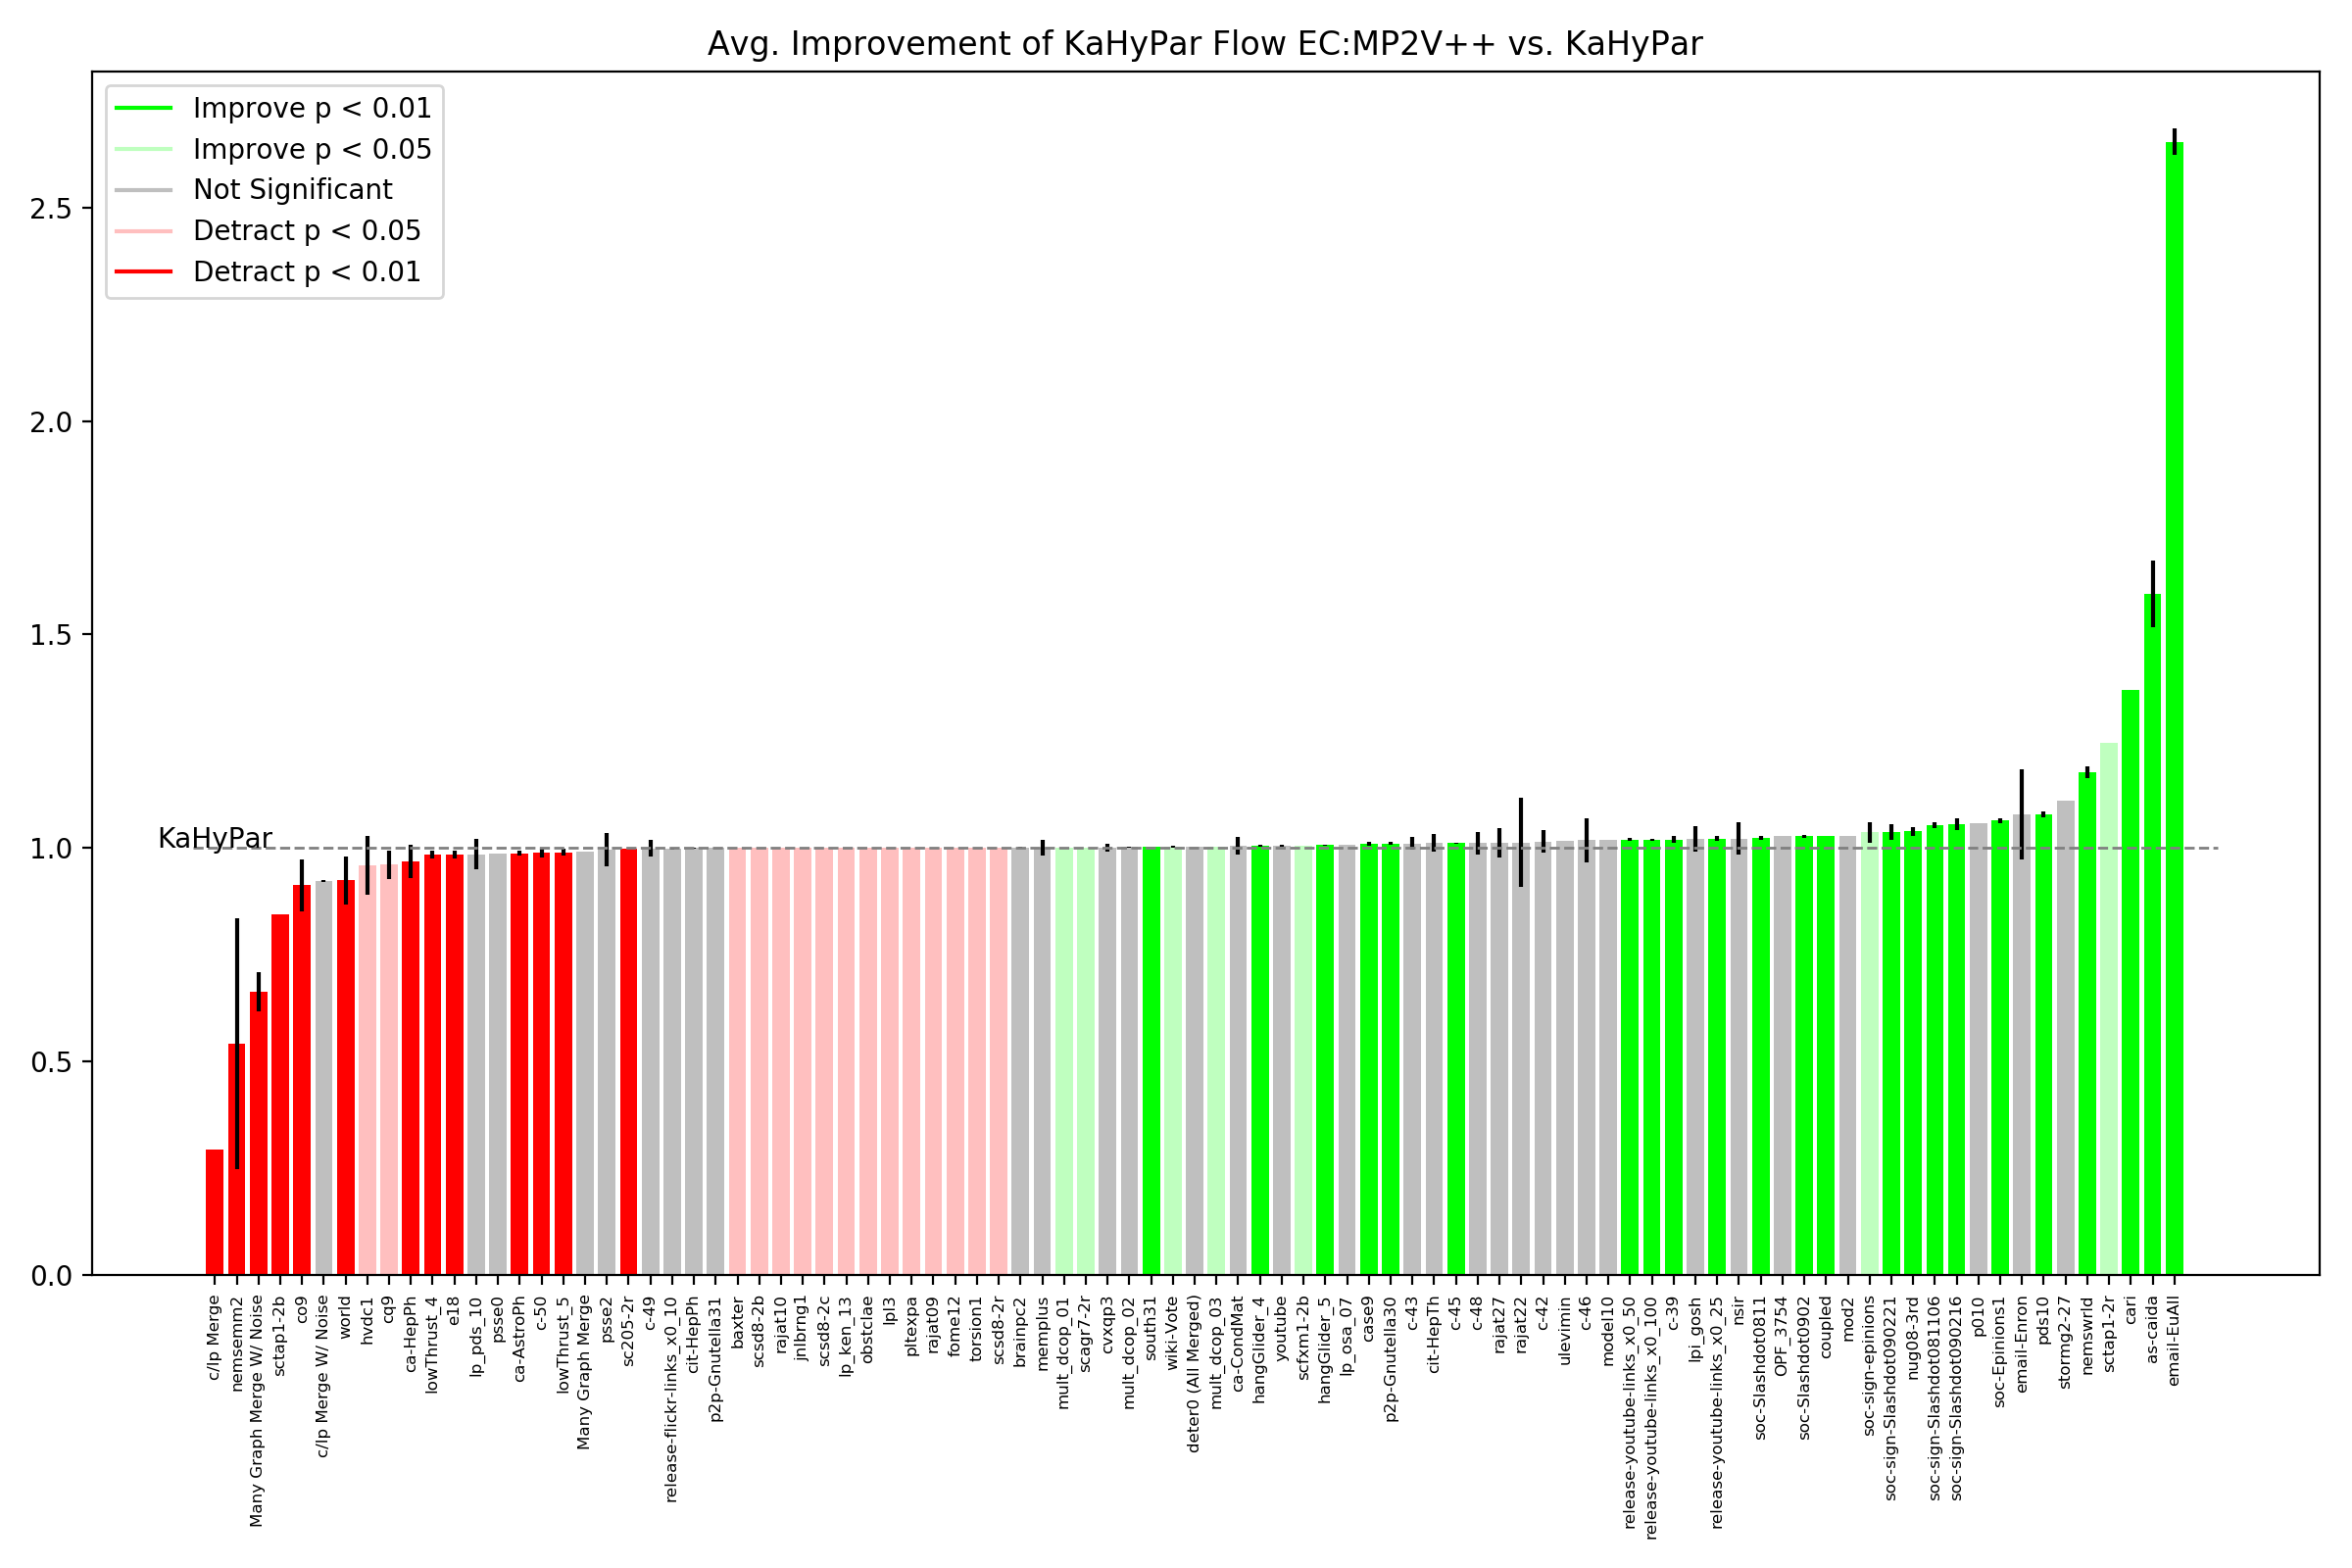 Avg. Improvement of KaHyPar Flow EC:MP2V++ vs. KaHyPar
Improve p < 0.01
Improve p < 0.05
Not Significant
Detract p < 0.05
Detract p < 0.01
2.5
2.0
1.5
1.0
0.5
0.0
KaHyPar
c/lp Merge
nemsemm2
Many Graph Merge W/ Noise
sctap1-2b
co9
c/lp Merge W/ Noise
world
hvdc1
cq9
ca-HepPh
lowThrust_4
e18
lp_pds_10
psse0
ca-AstroPh
c-50
lowThrust_5
Many Graph Merge
psse2
sc205-2r
c-49
release-flickr-links_x0_10
cit-HepPh
p2p-Gnutella31
baxter
scsd8-2b
rajat10
jnlbrng1
scsd8-2c
lp_ken_13
obstclae
lpl3
pltexpa
rajat09
fome12
torsion1
scsd8-2r
brainpc2
memplus
mult_dcop_01
scagr7-2r
cvxqp3
mult_dcop_02
south31
wiki-Vote
deter0 (All Merged)
mult_dcop_03
ca-CondMat
hangGlider_4
youtube
scfxm1-2b
hangGlider_5
lp_osa_07
case9
p2p-Gnutella30
c-43
cit-HepTh
c-45
c-48
rajat27
rajat22
c-42
ulevimin
c-46
model10
release-youtube-links_x0_50
release-youtube-links_x0_100
c-39
lpi_gosh
release-youtube-links_x0_25
nsir
soc-Slashdot0811
OPF_3754
soc-Slashdot0902
coupled
mod2
soc-sign-epinions
soc-sign-Slashdot090221
nug08-3rd
soc-sign-Slashdot081106
soc-sign-Slashdot090216
p010
soc-Epinions1
email-Enron
pds10
stormg2-27
nemswrld
sctap1-2r
cari
as-caida
email-EuAll